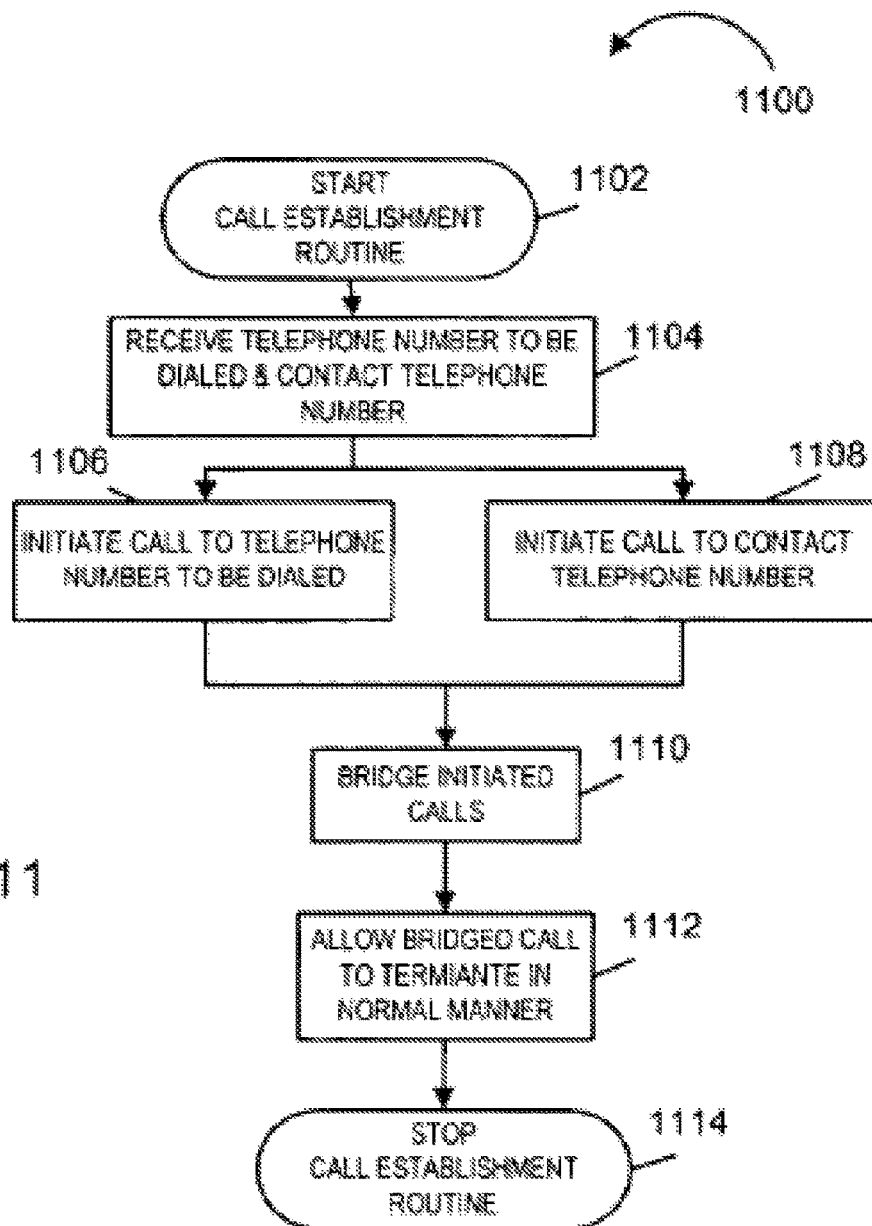 1100
START
CALL ESTABLISHMENT
ROUTINE
1102
RECEIVE TELEPHONE NUMBER TO BE
DIALED & CONTACT TELEPHONE
NUMBER
1104
1106
INITIATE CALL TO TELEPHONE
NUMBER TO BE DIALED
1108
INITIATE CALL TO CONTACT
TELEPHONE NUMBER
BRIDGE INITIATED
CALLS
1110
11
ALLOW BRIDGED CALL
TO TERMIANTE IN
NORMAL MANNER
1112
STOP
CALL ESTABLISHMENT
ROUTINE
1114